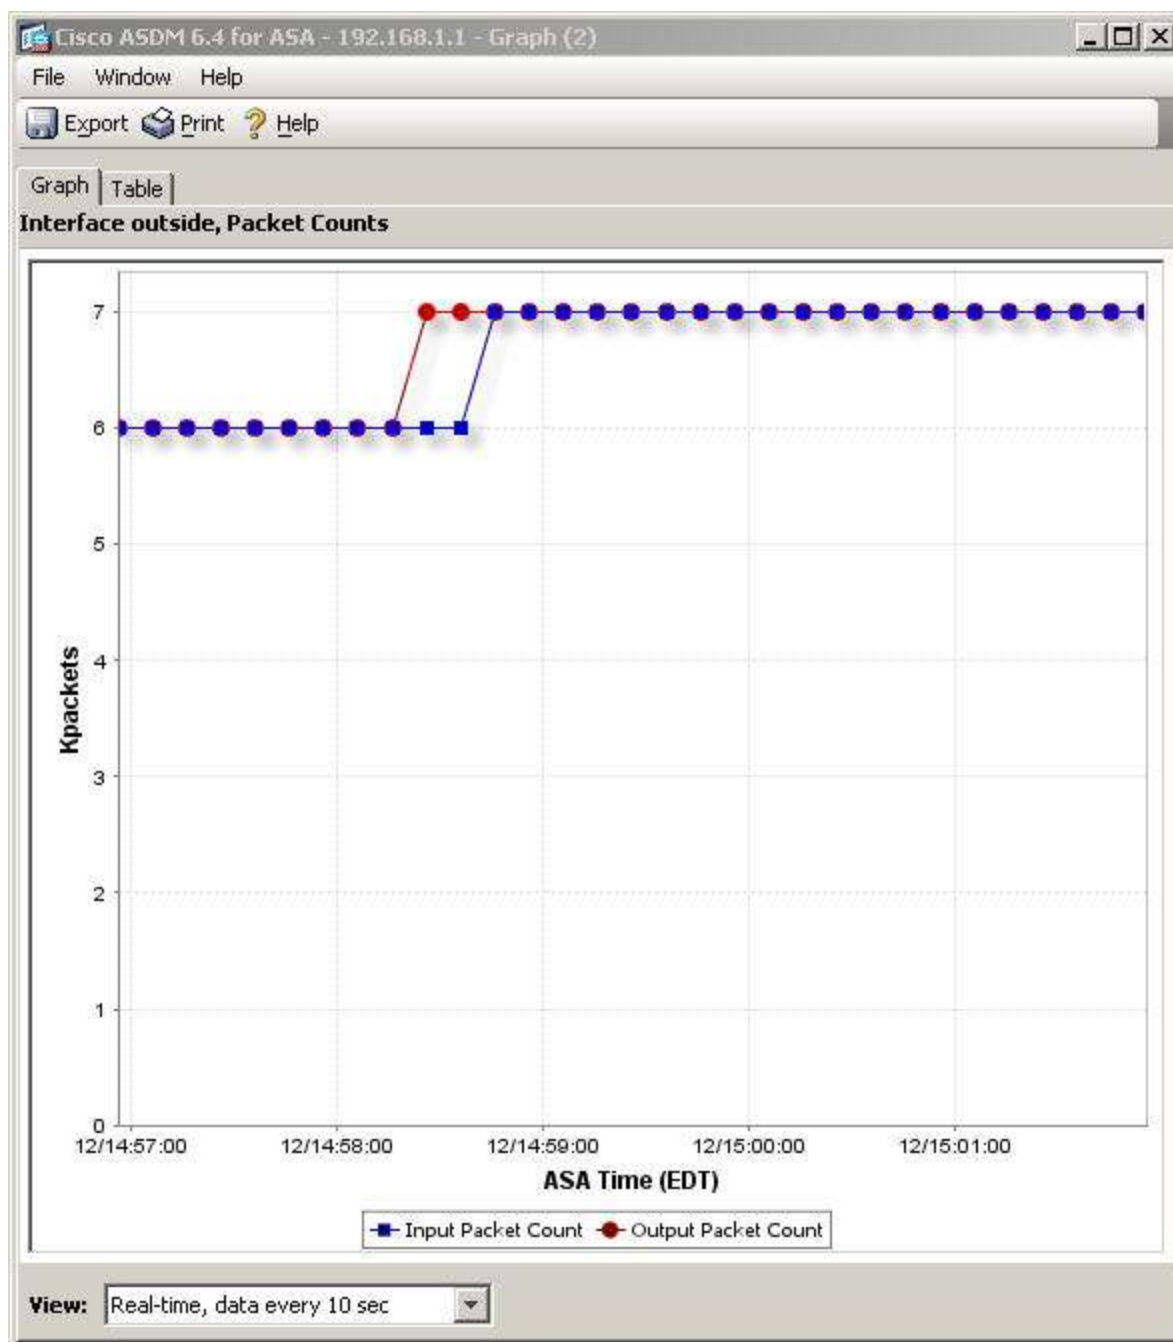 Cisco ASDM 6.4 for ASA - 192.168.1.1 - Graph (2)
File Window Help
Export Print Help
Graph Table
Interface outside, Packet Counts
7
6
5
4
3
2
1
0
Kpackets
12/14:57:00 12/14:58:00 12/14:59:00 12/15:00:00 12/15:01:00
ASA Time (EDT)
Input Packet Count Output Packet Count
View: Real-time, data every 10 sec